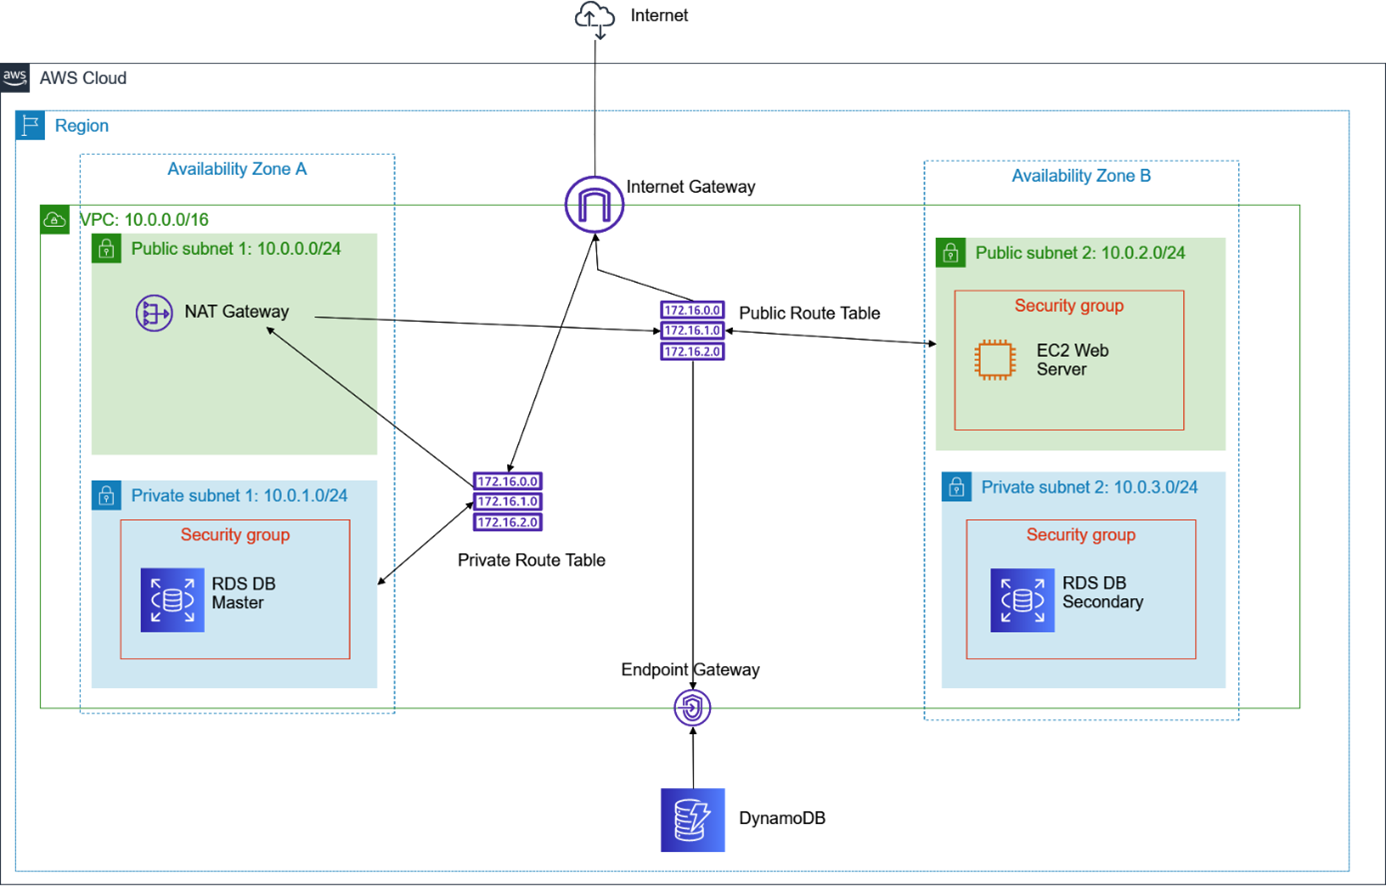 Internet
aws
AWS Cloud
Region
Availability Zone A
Availability Zone B
Internet Gateway
VPC: 10.0.0.0/16
Public subnet 1: 10.0.0.0/24
Public subnet 2: 10.0.2.0/24
NAT Gateway
172.16.0.0
172.16.1.0
172.16.2.0
Public Route Table
Security group
EC2 Web
Server
172.16.0.0
172.16.1.0
172.16.2.0
Private Route Table
Private subnet 1: 10.0.1.0/24
Security group
RDS DB
Master
Private subnet 2: 10.0.3.0/24
Security group
RDS DB
Secondary
Endpoint Gateway
DynamoDB